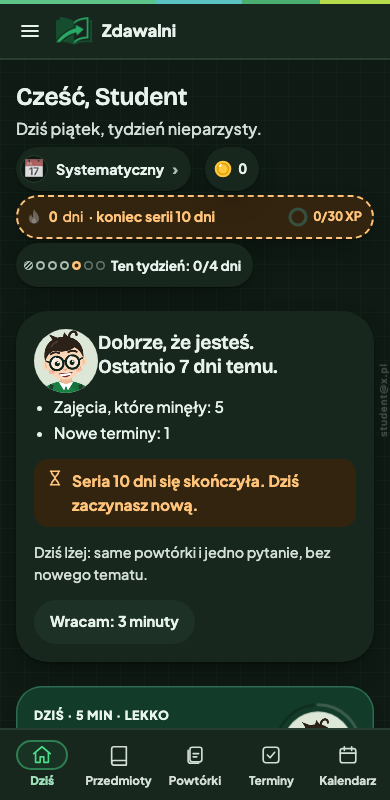 Zdawalni
Cześć, Student
Dziś piątek, tydzień nieparzysty.
Systematyczny ›
0
0 dni · koniec serii 10 dni
0/30 XP
Ten tydzień: 0/4 dni
Dobrze, że jesteś.
Ostatnio 7 dni temu.
• Zajęcia, które minęły: 5
• Nowe terminy: 1
Seria 10 dni się skończyła. Dziś
zaczynasz nową.
Dziś lżej: same powtórki i jedno pytanie, bez
nowego tematu.
Wracam: 3 minuty
student@x.pl
DZIŚ · 5 MIN · LEKKO
Dziś
Przedmioty
Powtórki
Terminy
Kalendarz